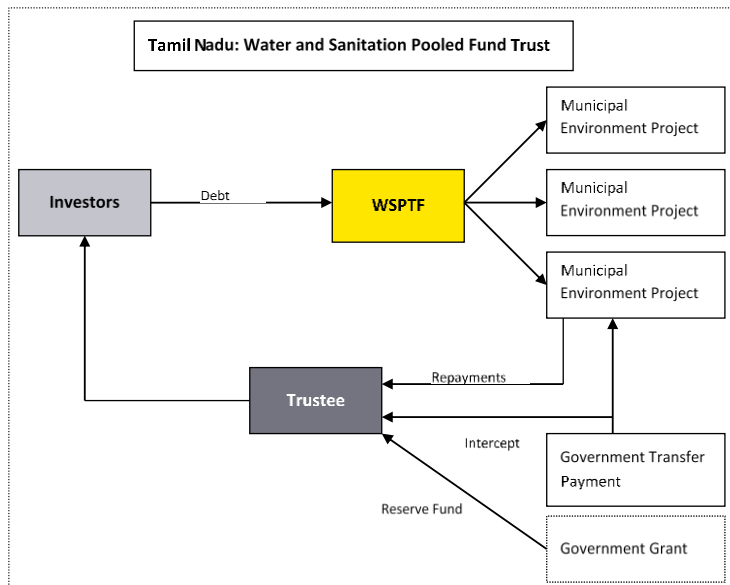 Tamil Nadu: Water and Sanitation Pooled Fund Trust
Municipal
Environment Project
Investors
Debt
WSPTF
Municipal
Environment Project
Municipal
Environment Project
Repayments
Trustee
Intercept
Government Transfer
Payment
Reserve Fund
Government Grant